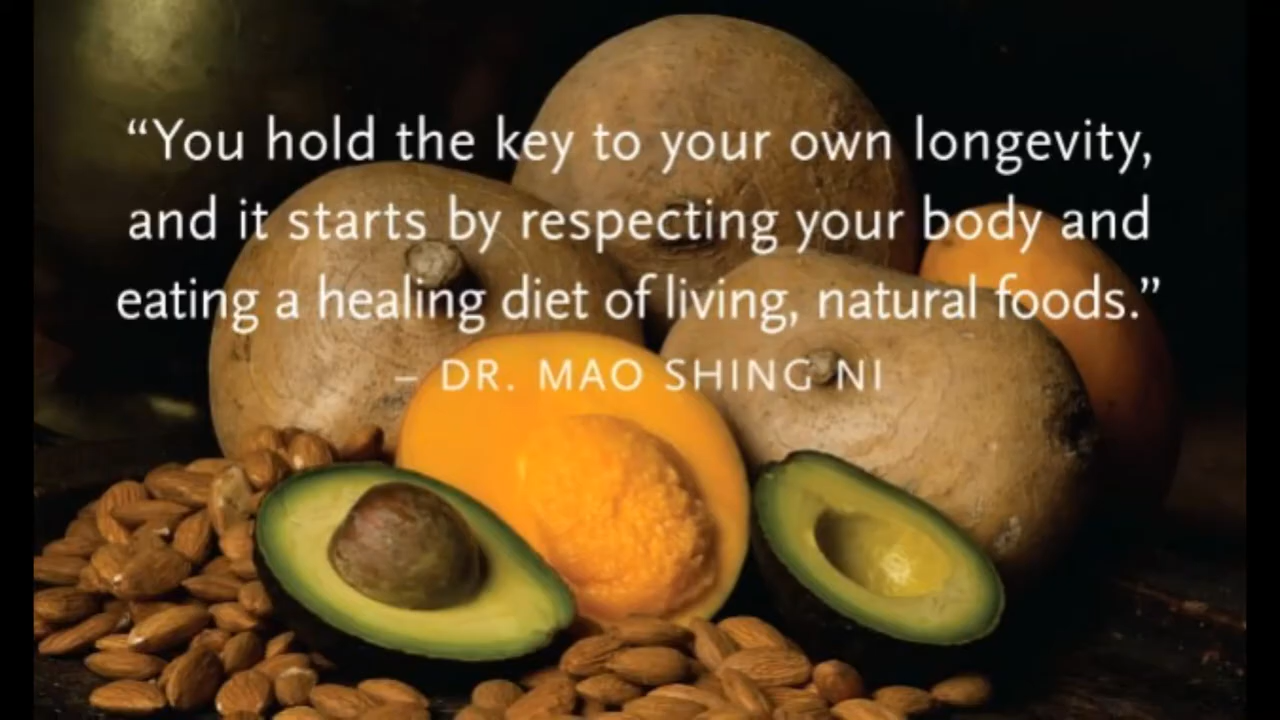 “You hold the key to your own longevity,
and it starts by respecting your body and
eating a healing diet of living, natural foods.”
– DR. MAO SHING NI